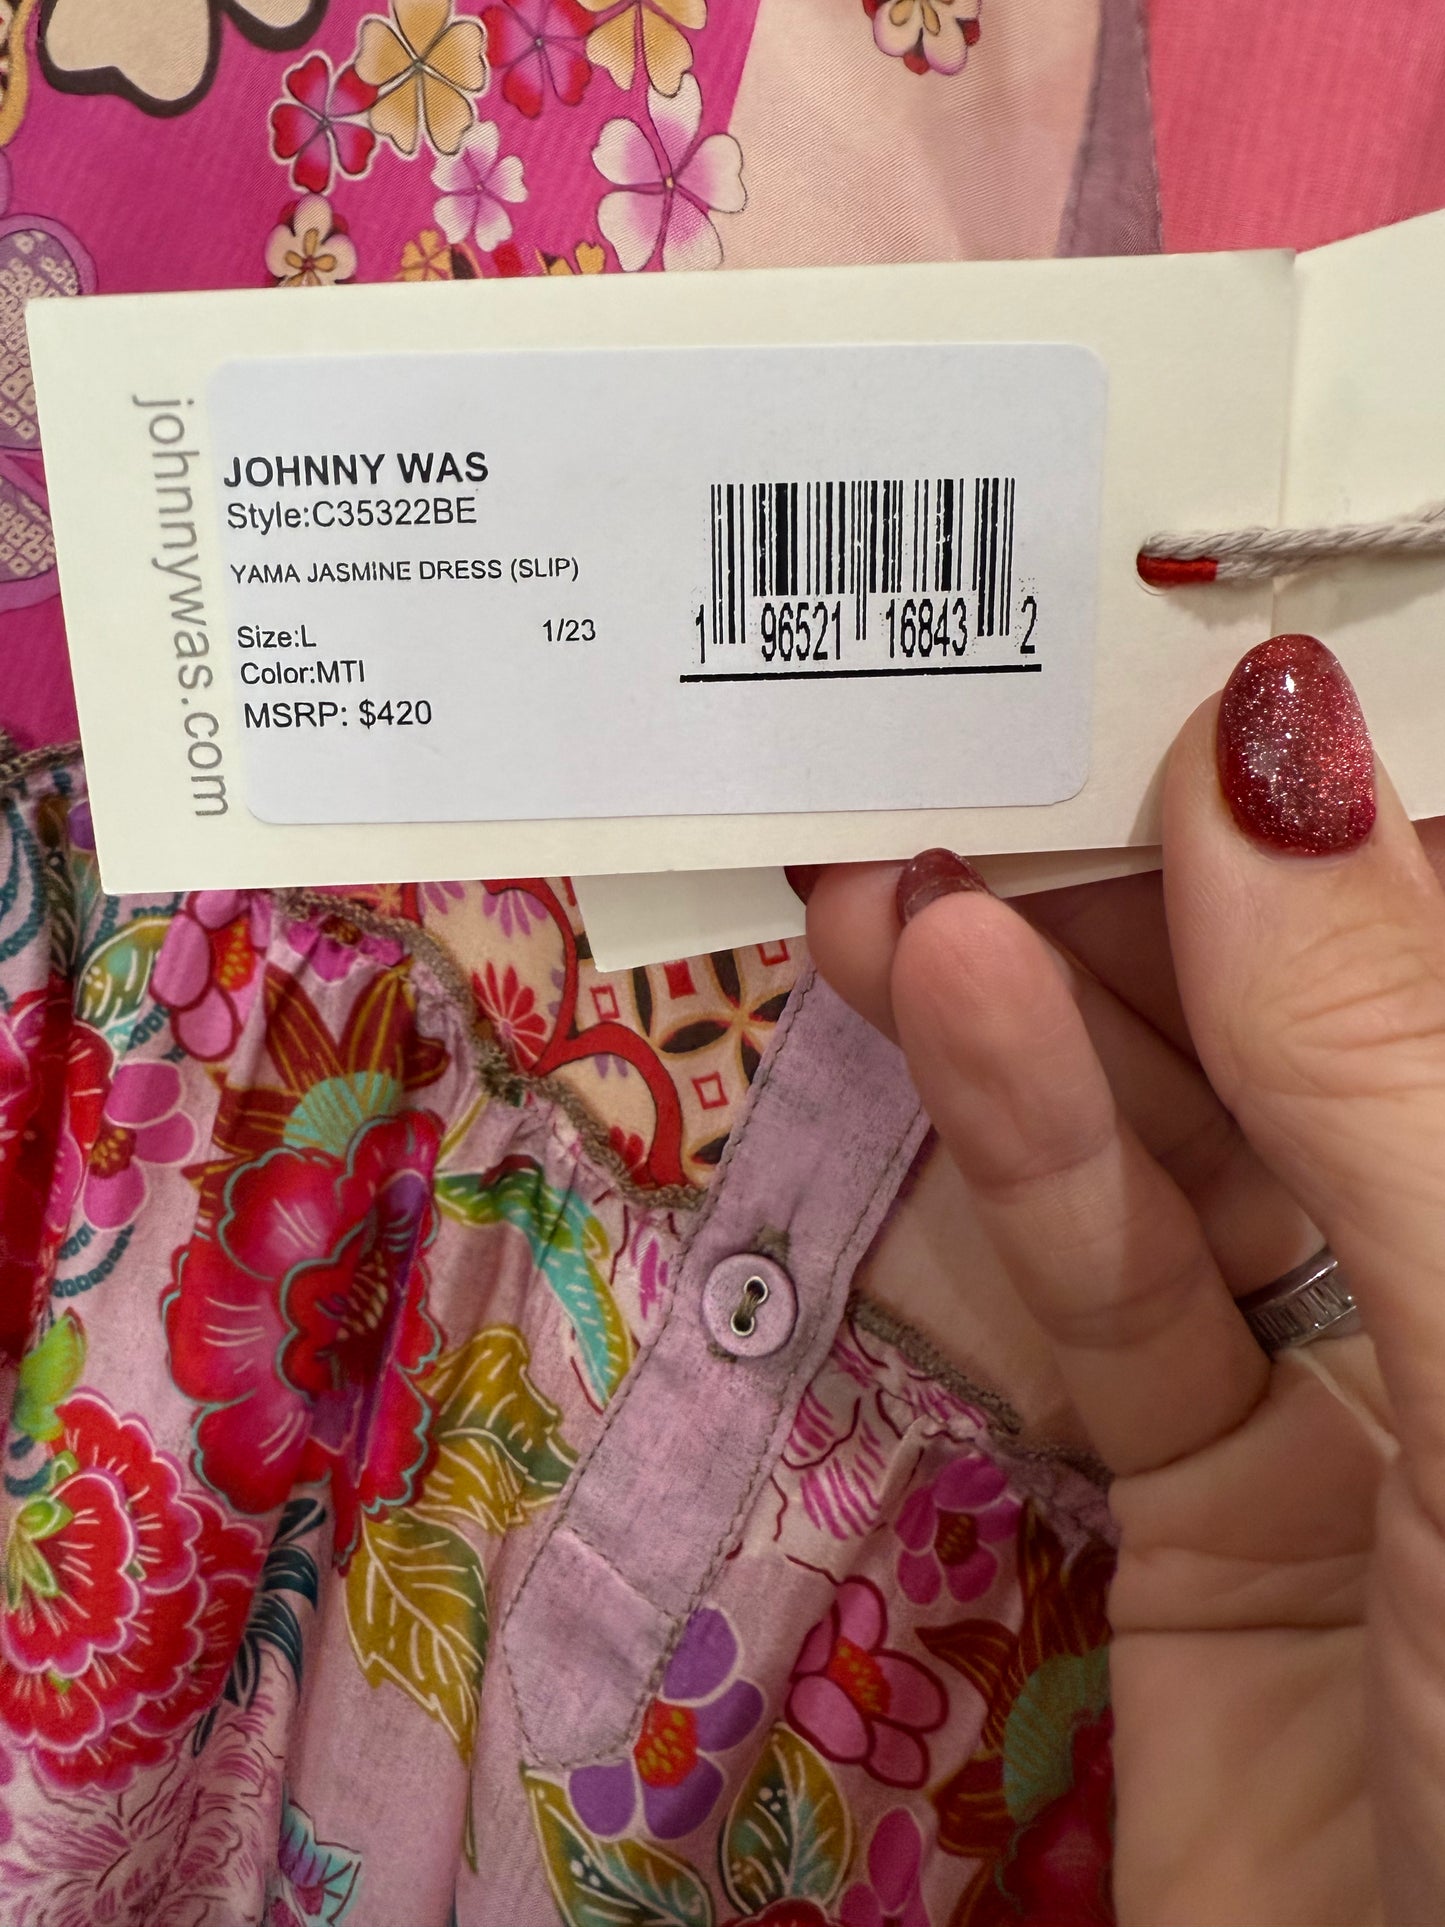 johnnywas.com
JOHNNY WAS
Style:C35322BE
YAMA JASMINE DRESS (SLIP)
Size:L 1/23
Color:MTI
MSRP: $420
1 96521 16843 2